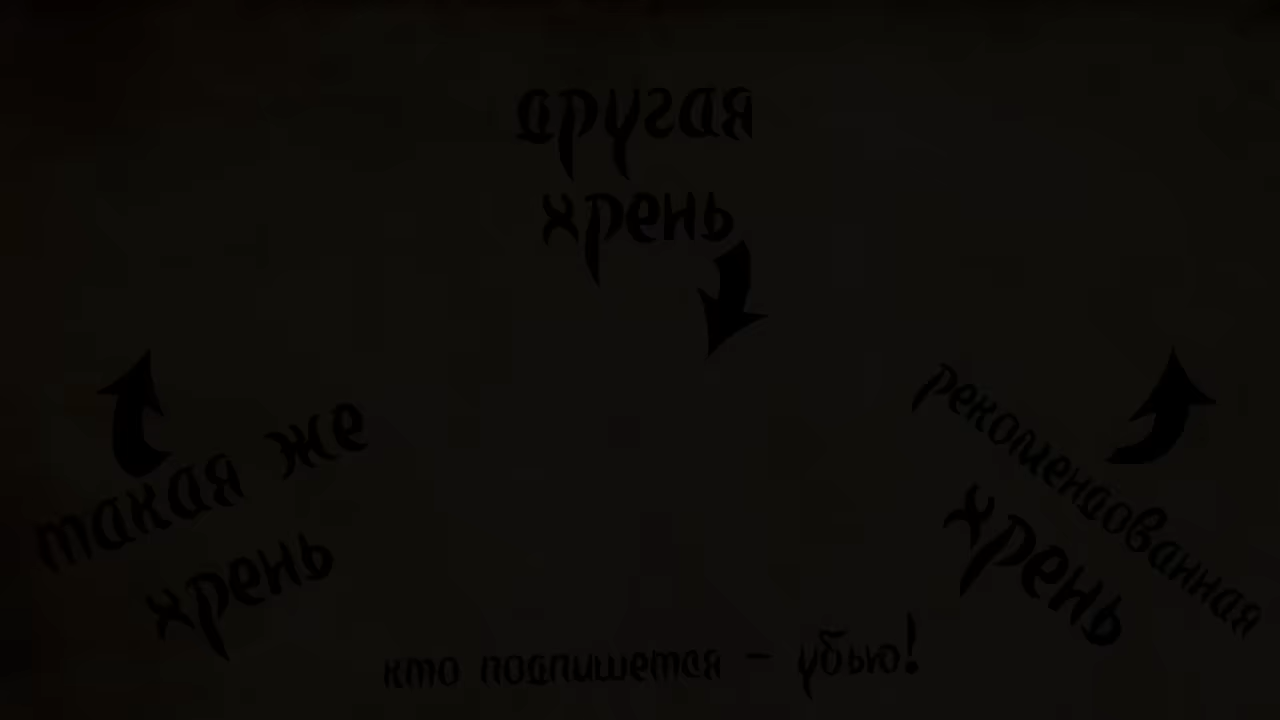 другая
хрень
такая же
хрень
рекомендованная
хрень
кто подпишется - убью!